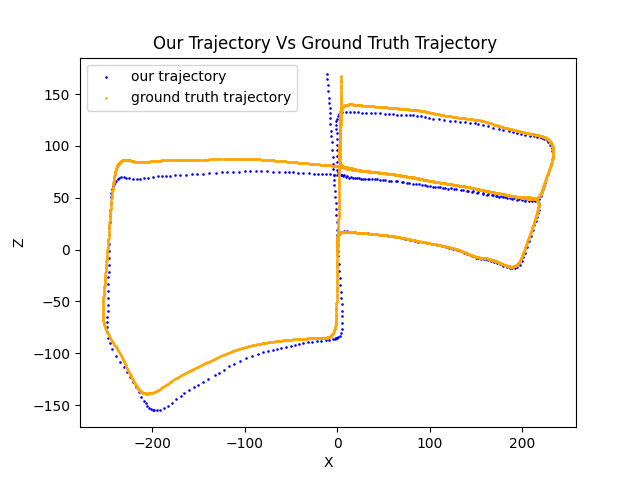 Our Trajectory Vs Ground Truth Trajectory
our trajectory
ground truth trajectory
150
100
50
0
−50
−100
−150
Z
−200 −100 0 100 200
X